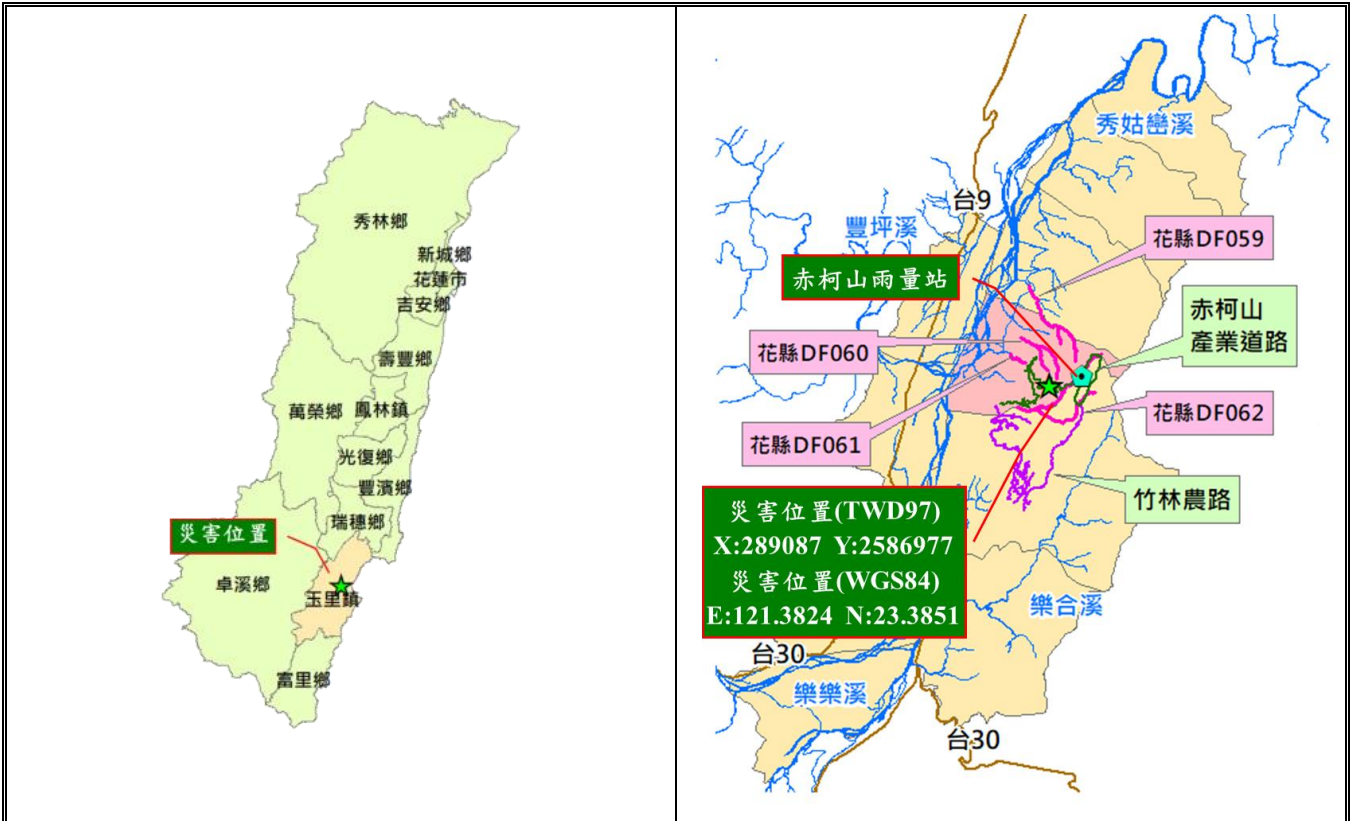 秀林鄉
新城鄉
花蓮市
吉安鄉
壽豐鄉
萬榮鄉
鳳林鎮
光復鄉
豐濱鄉
瑞穗鄉
災害位置
卓溪鄉
玉里鎮
富里鄉
秀姑巒溪
台9
豐坪溪
花縣DF059
赤柯山雨量站
赤柯山
產業道路
花縣DF060
花縣DF062
花縣DF061
竹林農路
災害位置(TWD97)
X:289087 Y:2586977
災害位置(WGS84)
E:121.3824 N:23.3851
樂合溪
台30
樂樂溪
台30